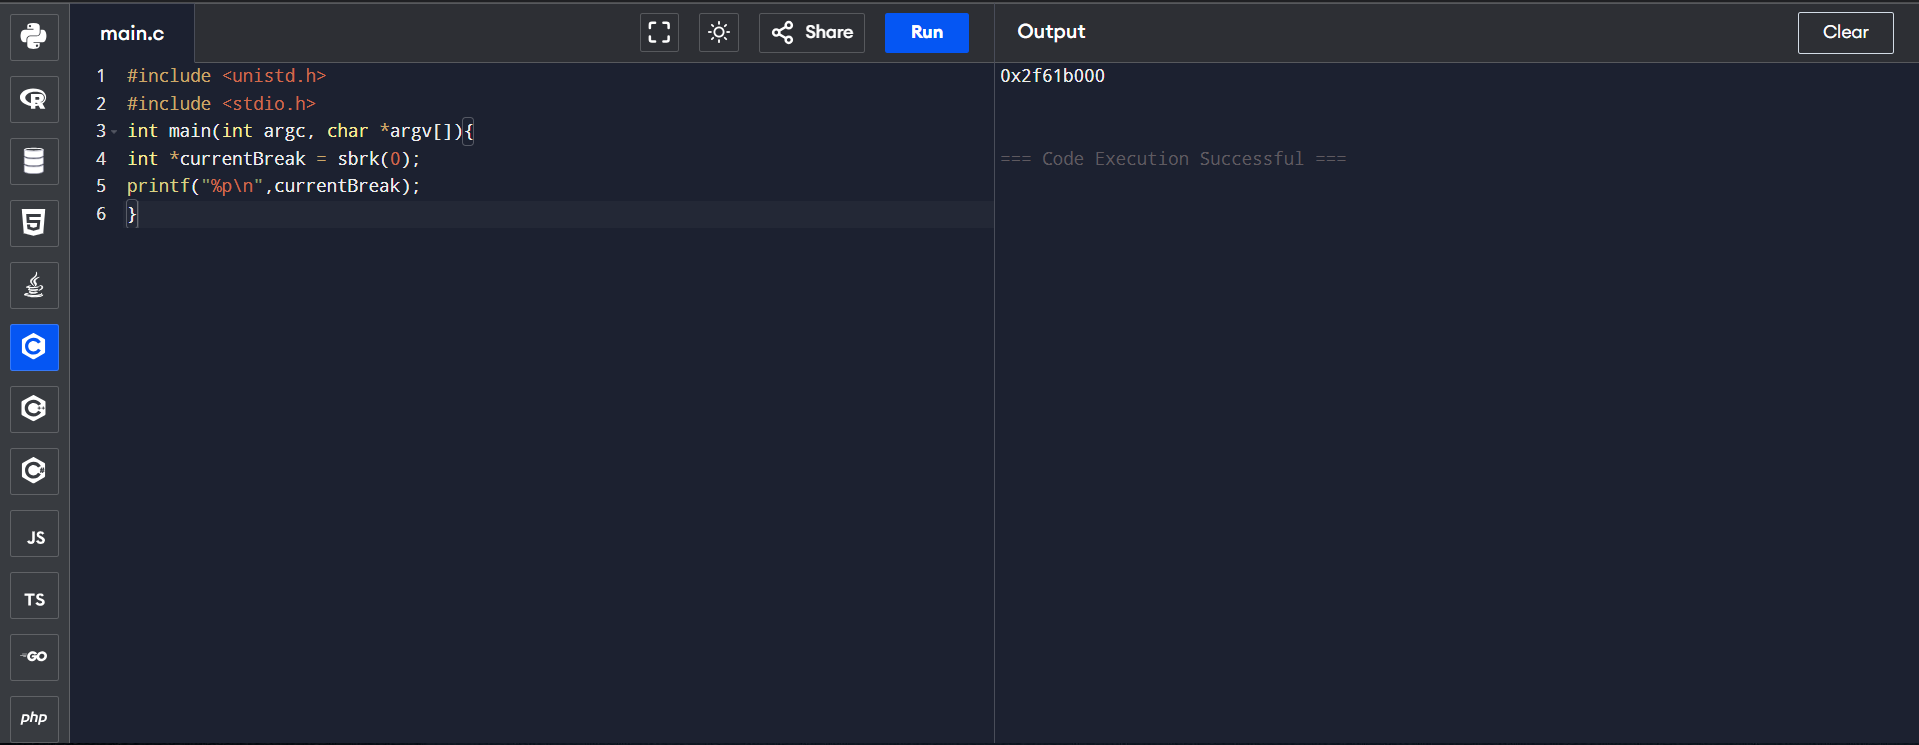 main.c
Share
Run
Output
Clear
1 #include <unistd.h>
2 #include <stdio.h>
3 int main(int argc, char *argv[]){
4 int *currentBreak = sbrk(0);
5 printf("%p\n",currentBreak);
6 }
0x2f61b000
=== Code Execution Successful ===
R
5
C
C
C
JS
TS
GO
php